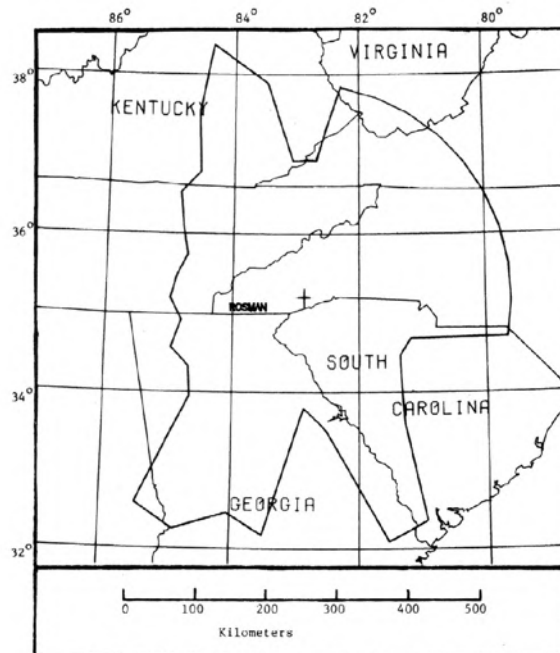 86° 84° 82° 80°
VIRGINIA
38°
KENTUCKY
36°
ROSMAN
SOUTH
34°
CAROLINA
GEORGIA
32°
0 100 200 300 400 500
Kilometers